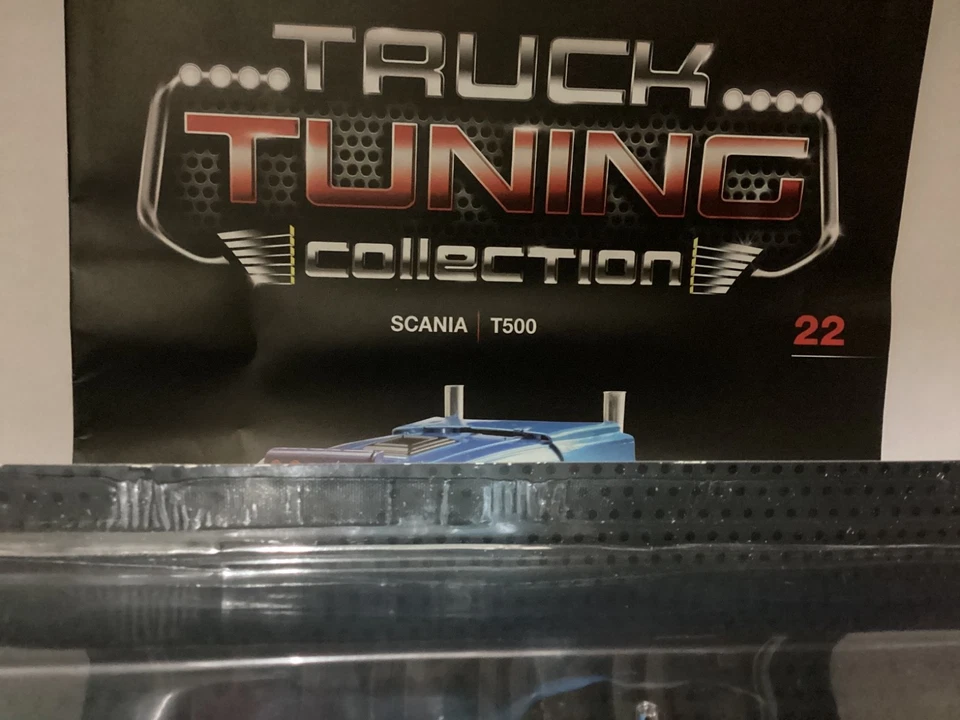 TRUCK
TUNING
collection
SCANIA | T500
22